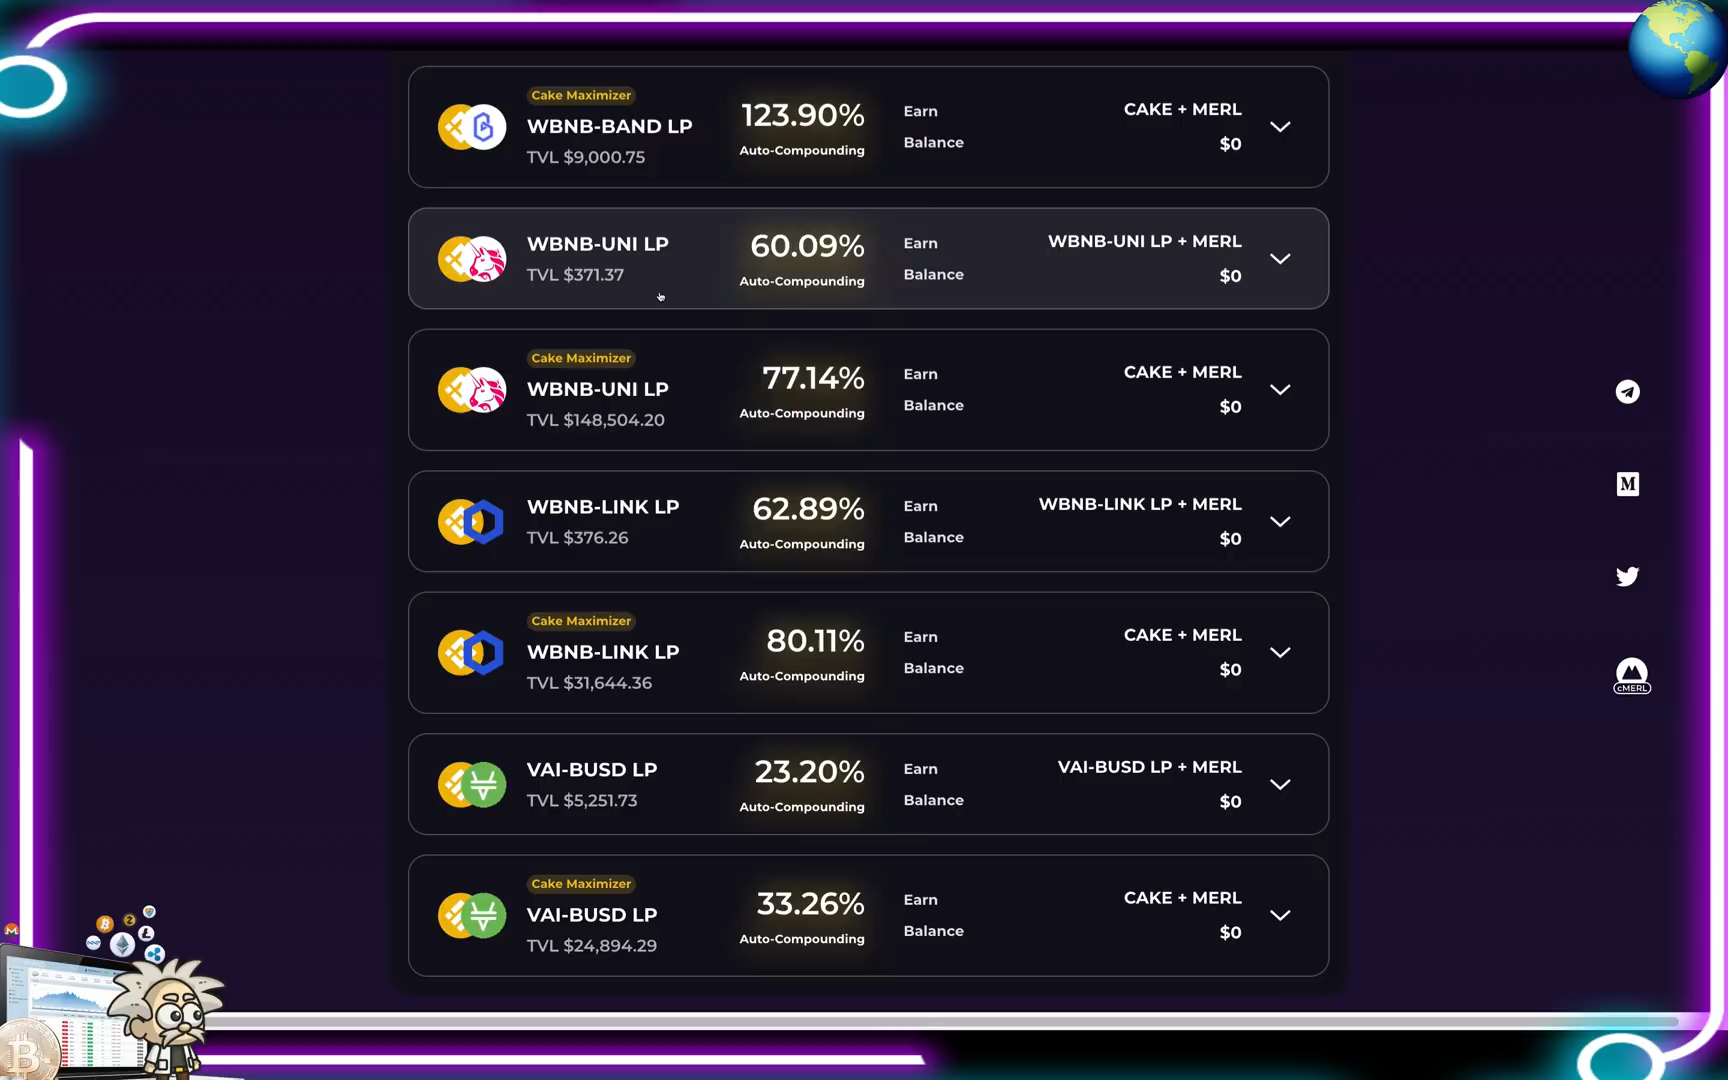 Cake Maximizer
WBNB-BAND LP
TVL $9,000.75
123.90%
Auto-Compounding
Earn
Balance
CAKE + MERL
$0
WBNB-UNI LP
TVL $371.37
60.09%
Auto-Compounding
Earn
Balance
WBNB-UNI LP + MERL
$0
Cake Maximizer
WBNB-UNI LP
TVL $148,504.20
77.14%
Auto-Compounding
Earn
Balance
CAKE + MERL
$0
WBNB-LINK LP
TVL $376.26
62.89%
Auto-Compounding
Earn
Balance
WBNB-LINK LP + MERL
$0
Cake Maximizer
WBNB-LINK LP
TVL $31,644.36
80.11%
Auto-Compounding
Earn
Balance
CAKE + MERL
$0
VAI-BUSD LP
TVL $5,251.73
23.20%
Auto-Compounding
Earn
Balance
VAI-BUSD LP + MERL
$0
Cake Maximizer
VAI-BUSD LP
TVL $24,894.29
33.26%
Auto-Compounding
Earn
Balance
CAKE + MERL
$0
M
cMERL